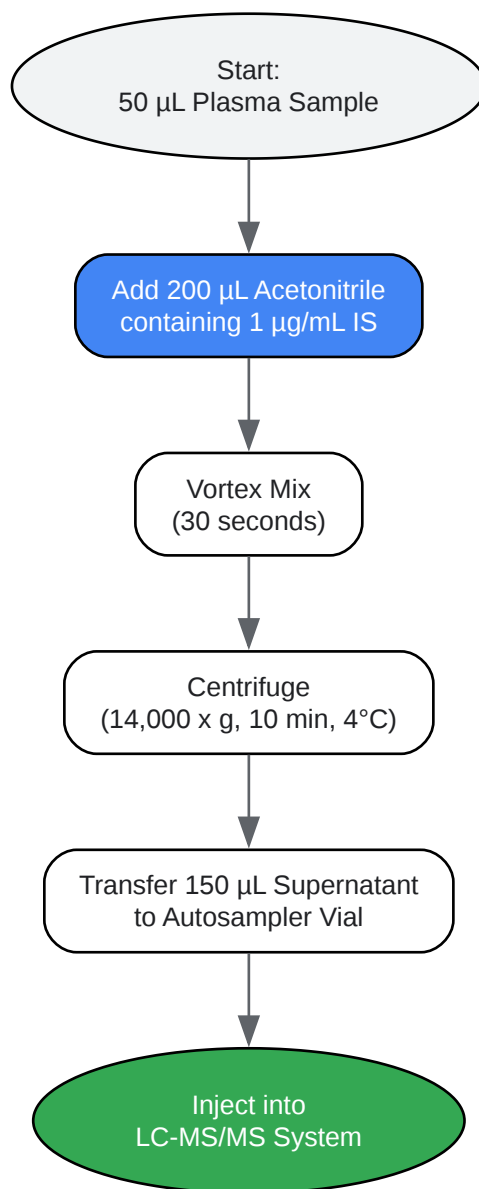 Start:
50 µL Plasma Sample
Add 200 µL Acetonitrile
containing 1 µg/mL IS
Vortex Mix
(30 seconds)
Centrifuge
(14,000 x g, 10 min, 4°C)
Transfer 150 µL Supernatant
to Autosampler Vial
Inject into
LC-MS/MS System